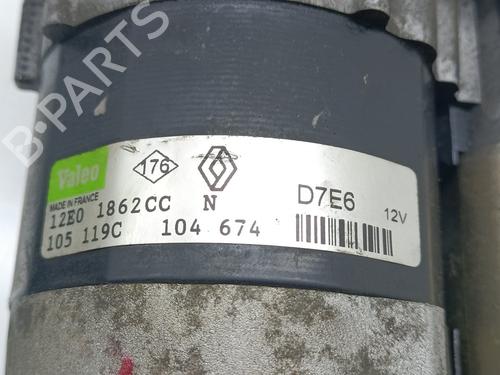 B-PARTS
Valeo
176
D7E6
12V
MADE IN FRANCE
12E0 1862CC N
105 119C 104 674